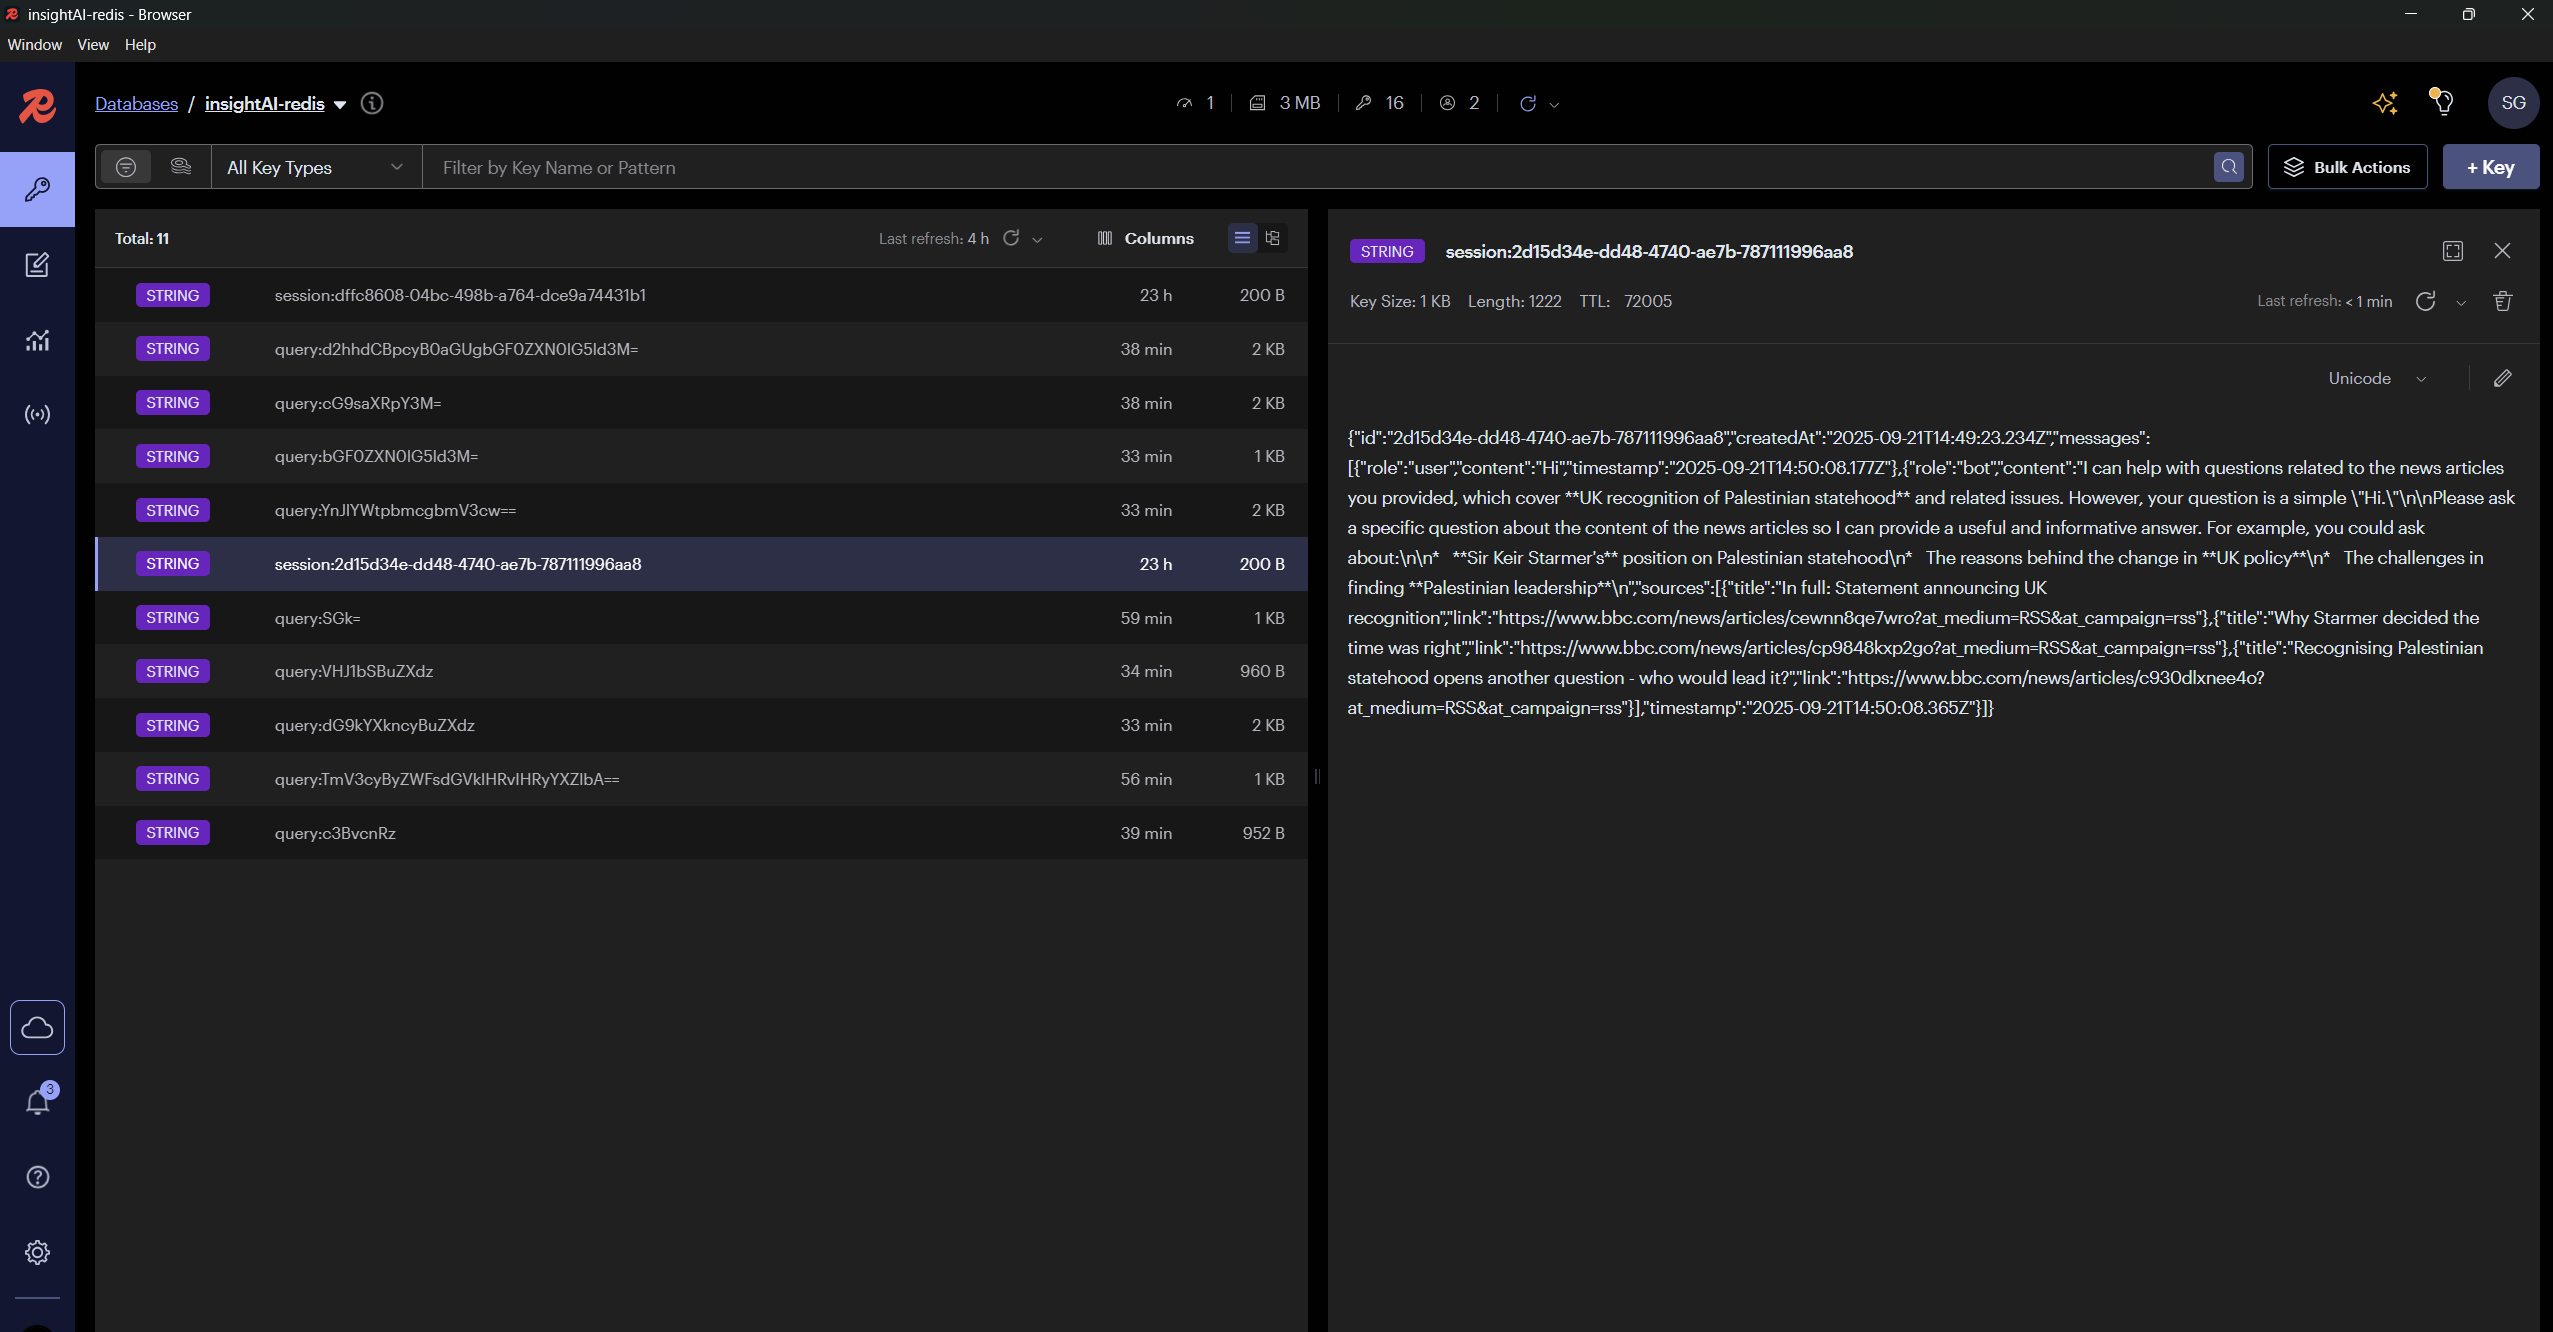 insightAI-redis - Browser
Window View Help
Databases / insightAI-redis
1 3 MB 16 2
SG
All Key Types
Filter by Key Name or Pattern
Bulk Actions
+ Key
Total: 11
Last refresh: 4 h
Columns
STRING session:dffc8608-04bc-498b-a764-dce9a74431b1 23 h 200 B
STRING query:d2hhdCBpcyB0aGUgbGF0ZXN0IG5ld3M= 38 min 2 KB
STRING query:cG9saXRpY3M= 38 min 2 KB
STRING query:bGF0ZXN0IG5ld3M= 33 min 1 KB
STRING query:YnJlYWtpbmcgbmV3cw== 33 min 2 KB
STRING session:2d15d34e-dd48-4740-ae7b-787111996aa8 23 h 200 B
STRING query:SGk= 59 min 1 KB
STRING query:VHJ1bSBuZXdz 34 min 960 B
STRING query:dG9kYXkncyBuZXdz 33 min 2 KB
STRING query:TmV3cyByZWFsdGVkIHRvIHRyYXZlbA== 56 min 1 KB
STRING query:c3BvcnRz 39 min 952 B
STRING session:2d15d34e-dd48-4740-ae7b-787111996aa8
Key Size: 1 KB Length: 1222 TTL: 72005
Last refresh: < 1 min
Unicode
{"id":"2d15d34e-dd48-4740-ae7b-787111996aa8","createdAt":"2025-09-21T14:49:23.234Z","messages":
[{"role":"user","content":"Hi","timestamp":"2025-09-21T14:50:08.177Z"},{"role":"bot","content":"I can help with questions related to the news articles
you provided, which cover **UK recognition of Palestinian statehood** and related issues. However, your question is a simple \"Hi.\"\n\nPlease ask
a specific question about the content of the news articles so I can provide a useful and informative answer. For example, you could ask
about:\n\n*   **Sir Keir Starmer's** position on Palestinian statehood\n*   The reasons behind the change in **UK policy**\n*   The challenges in
finding **Palestinian leadership**\n","sources":[{"title":"In full: Statement announcing UK
recognition","link":"https://www.bbc.com/news/articles/cewnn8qe7wro?at_medium=RSS&at_campaign=rss"},{"title":"Why Starmer decided the
time was right","link":"https://www.bbc.com/news/articles/cp9848kxp2go?at_medium=RSS&at_campaign=rss"},{"title":"Recognising Palestinian
statehood opens another question - who would lead it?","link":"https://www.bbc.com/news/articles/c930dlxnee4o?
at_medium=RSS&at_campaign=rss"}],"timestamp":"2025-09-21T14:50:08.365Z"}]}
3